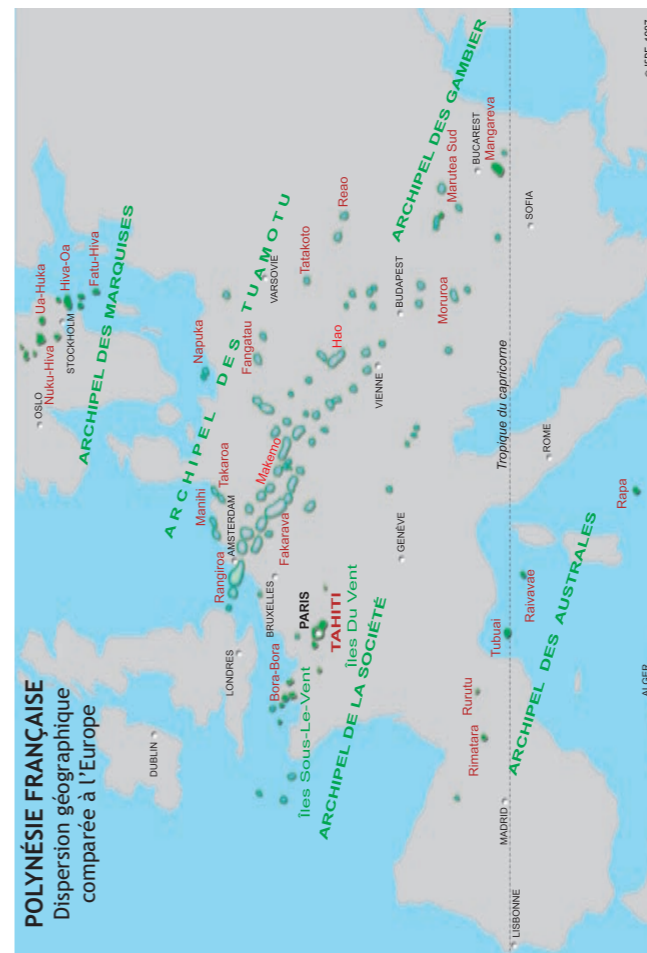 POLYNÉSIE FRANÇAISE
Dispersion géographique
comparée à l'Europe
OSLO
STOCKHOLM
Nuku-Hiva
Ua-Huka
Hiva-Oa
Fatu-Hiva
ARCHIPEL DES MARQUISES
DUBLIN
LONDRES
AMSTERDAM
BRUXELLES
PARIS
VARSOVIE
ARCHIPEL DES TUAMOTU
Manihi
Takaroa
Napuka
Rangiroa
Fakarava
Makemo
Fangatau
Hao
Tatakoto
Reao
Bora-Bora
Îles Sous-Le-Vent
TAHITI
Îles Du Vent
ARCHIPEL DE LA SOCIÉTÉ
GENÈVE
VIENNE
BUDAPEST
ARCHIPEL DES GAMBIER
Moruroa
Marutea Sud
Mangareva
BUCAREST
SOFIA
Rimatara
Rurutu
Tubuai
Raivavae
Rapa
ARCHIPEL DES AUSTRALES
Tropique du capricorne
ROME
MADRID
LISBONNE
ALGER